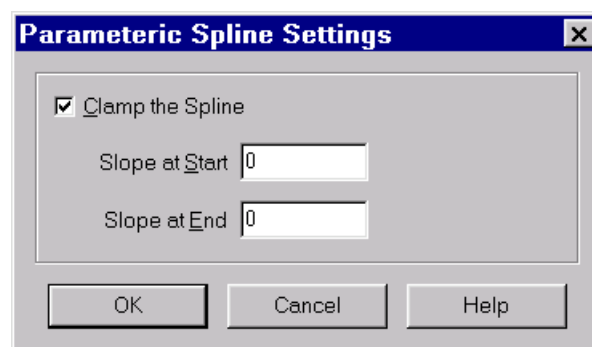 Parameteric Spline Settings
Clamp the Spline
Slope at Start 0
Slope at End 0
OK Cancel Help